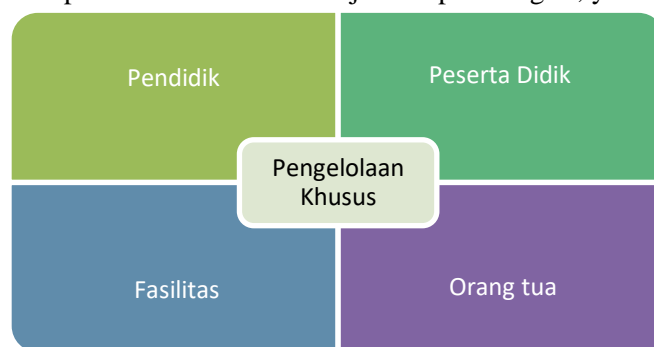 Pendidik
Peserta Didik
Pengelolaan
Khusus
Fasilitas
Orang tua